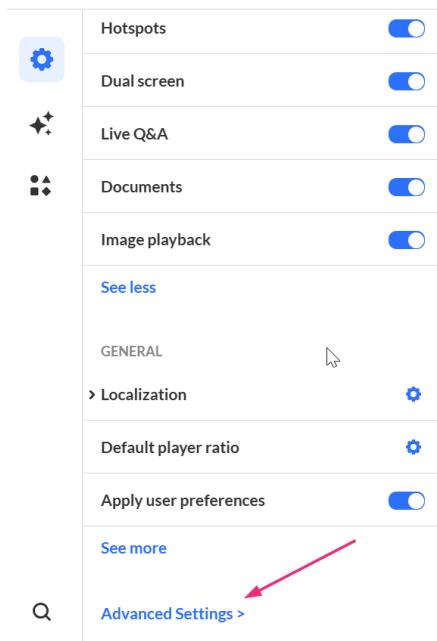 Hotspots
Dual screen
Live Q&A
Documents
Image playback
See less
GENERAL
Localization
Default player ratio
Apply user preferences
See more
Advanced Settings >